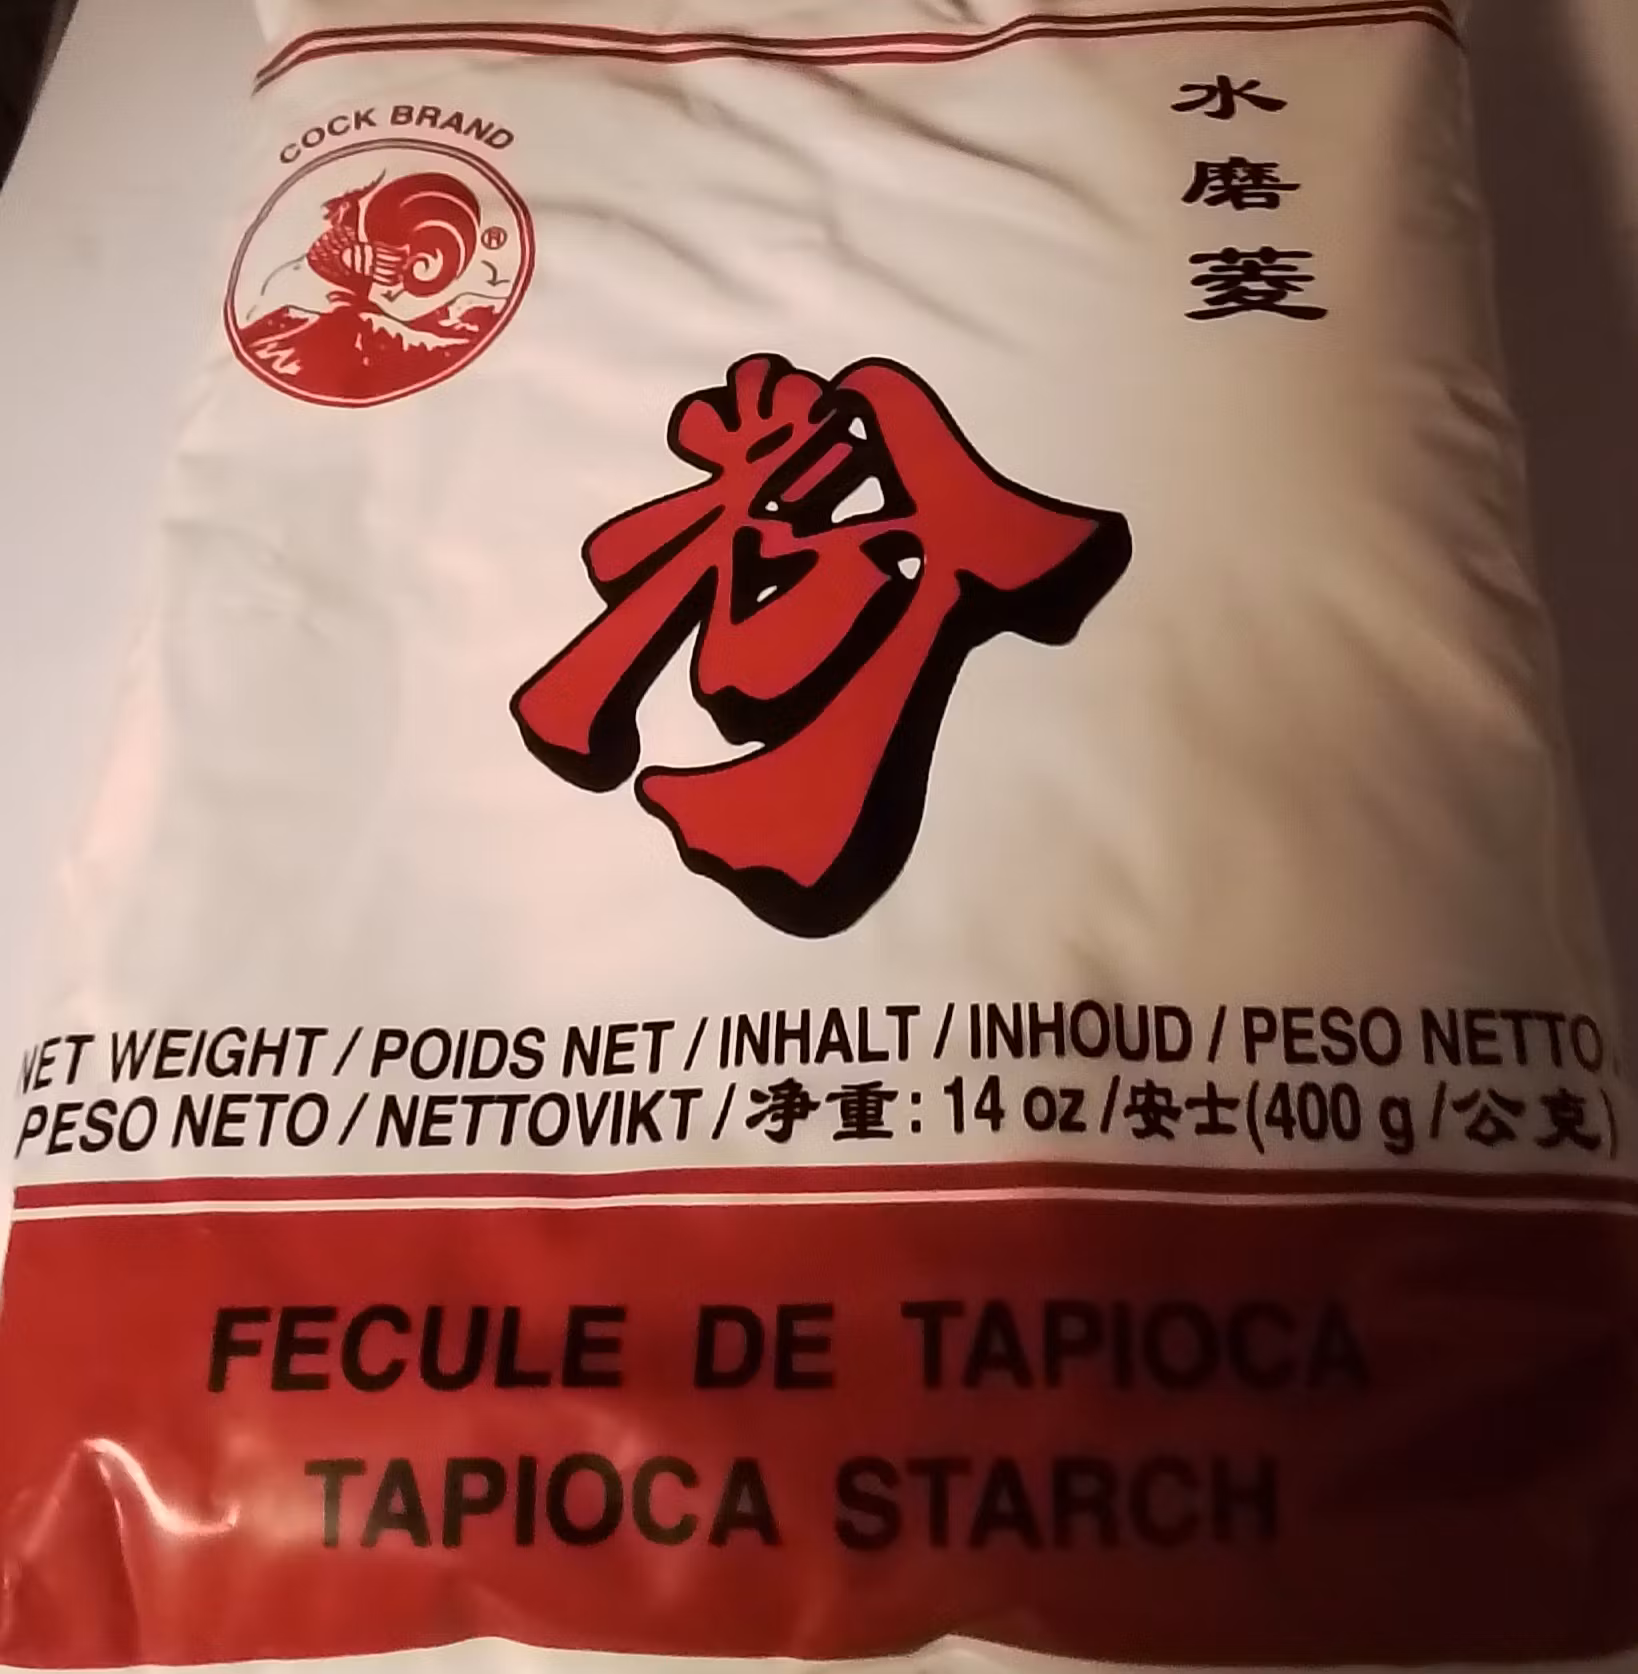 COCK BRAND
®
水
磨
菱
粉
NET WEIGHT / POIDS NET / INHALT / INHOUD / PESO NETTO /
PESO NETO / NETTOVIKT / 净重: 14 oz / 安士 (400 g / 公克)
FECULE DE TAPIOCA
TAPIOCA STARCH